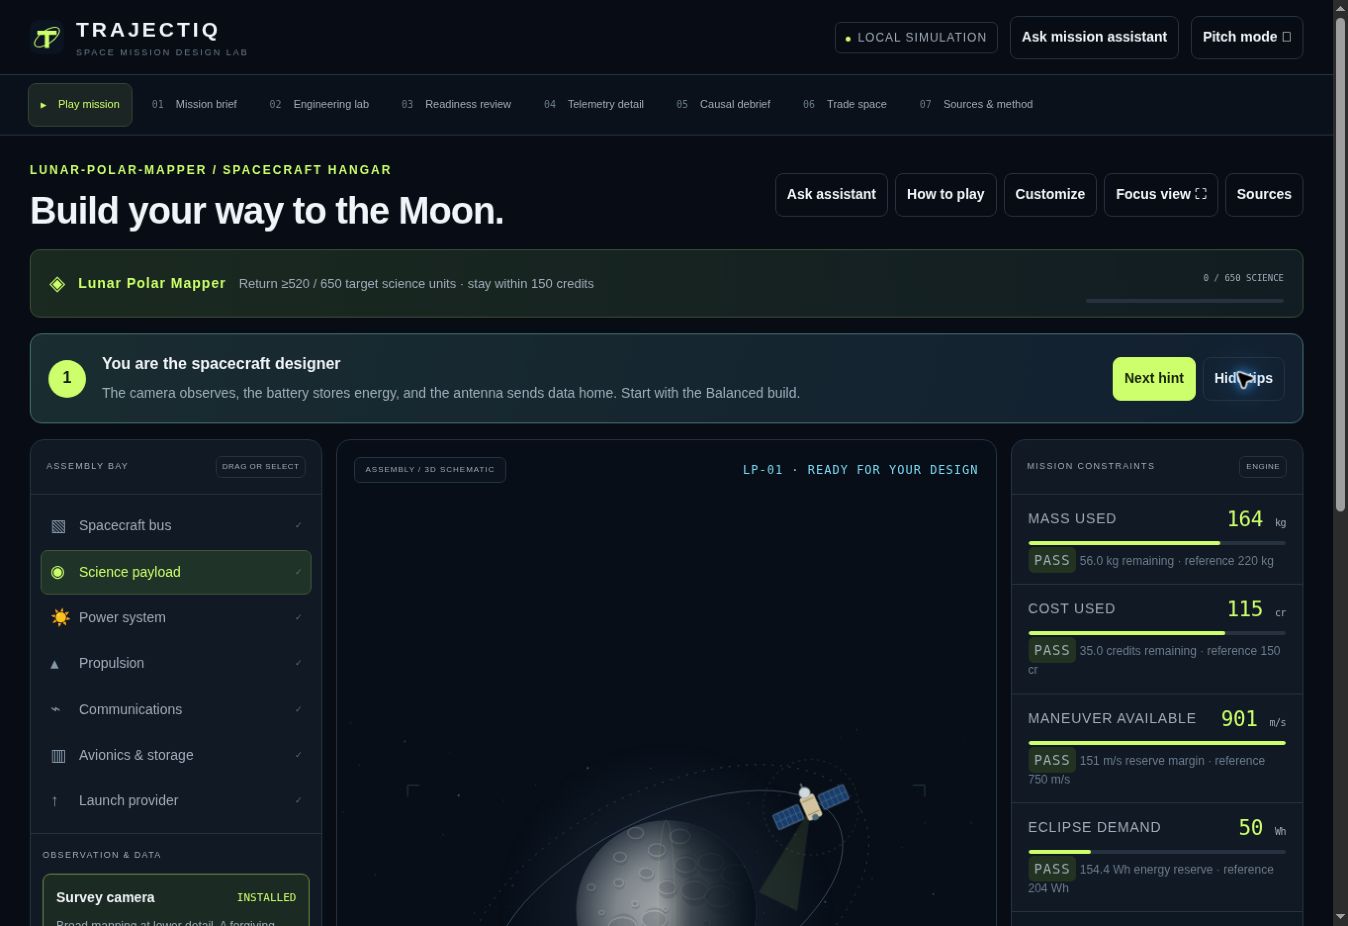 TRAJECTIQ
SPACE MISSION DESIGN LAB
LOCAL SIMULATION
Ask mission assistant
Pitch mode
Play mission
01 Mission brief
02 Engineering lab
03 Readiness review
04 Telemetry detail
05 Causal debrief
06 Trade space
07 Sources & method
LUNAR-POLAR-MAPPER / SPACECRAFT HANGAR
Build your way to the Moon.
Ask assistant
How to play
Customize
Focus view
Sources
Lunar Polar Mapper Return ≥520 / 650 target science units · stay within 150 credits
0 / 650 SCIENCE
1
You are the spacecraft designer
The camera observes, the battery stores energy, and the antenna sends data home. Start with the Balanced build.
Next hint
ASSEMBLY BAY
DRAG OR SELECT
Spacecraft bus
Science payload
Power system
Propulsion
Communications
Avionics & storage
Launch provider
OBSERVATION & DATA
Survey camera
INSTALLED
Broad mapping at lower detail. A forgiving
ASSEMBLY / 3D SCHEMATIC
LP-01 · READY FOR YOUR DESIGN
MISSION CONSTRAINTS
ENGINE
MASS USED
164 kg
PASS 56.0 kg remaining · reference 220 kg
COST USED
115 cr
PASS 35.0 credits remaining · reference 150
cr
MANEUVER AVAILABLE
901 m/s
PASS 151 m/s reserve margin · reference
750 m/s
ECLIPSE DEMAND
50 Wh
PASS 154.4 Wh energy reserve · reference
204 Wh